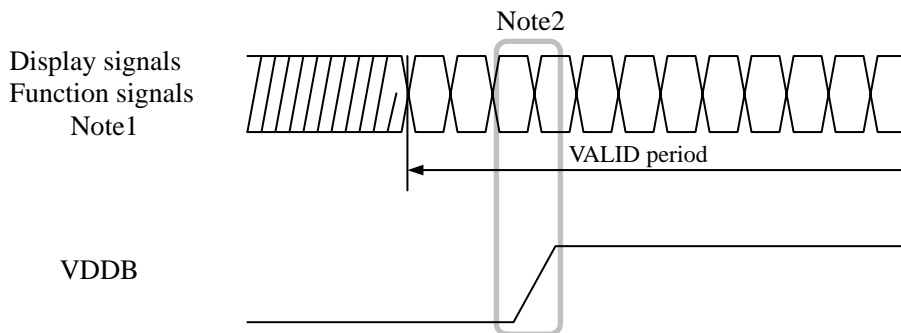 Note2
Display signals
Function signals
Note1
VALID period
VDDB